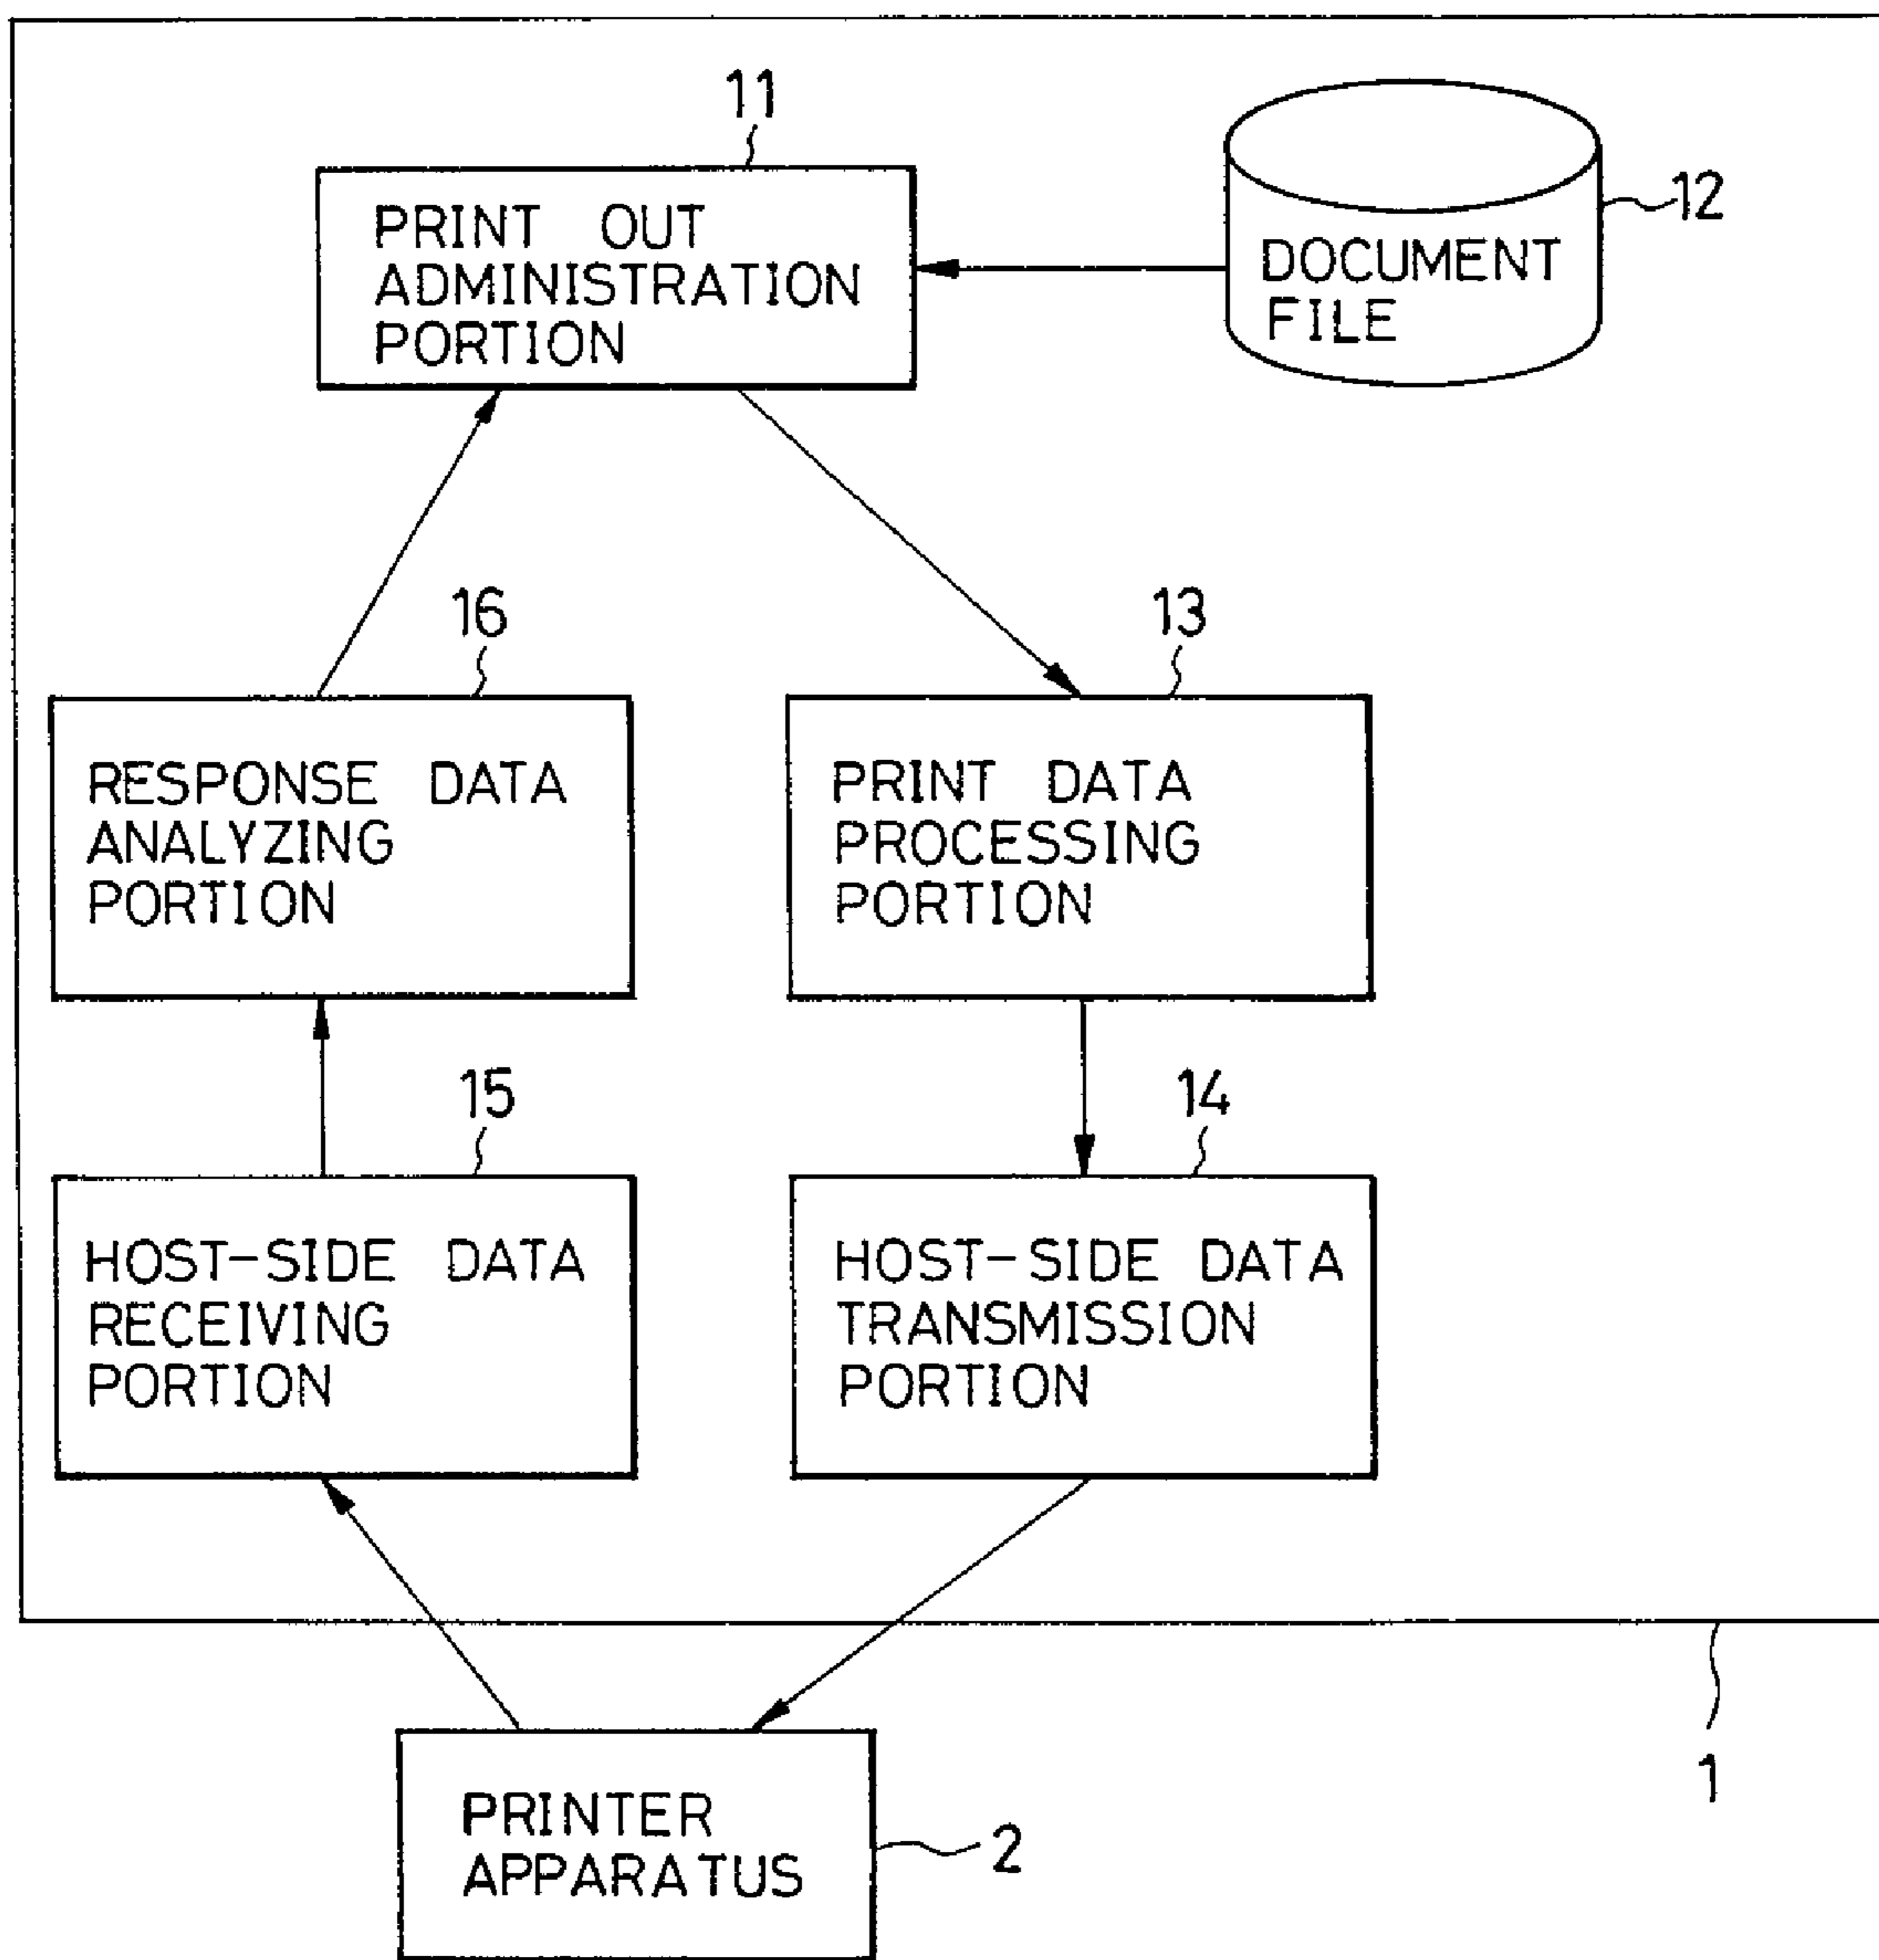 11
PRINT OUT
ADMINISTRATION
PORTION
12
DOCUMENT
FILE
16
13
RESPONSE DATA
ANALYZING
PORTION
PRINT DATA
PROCESSING
PORTION
15
14
HOST-SIDE DATA
RECEIVING
PORTION
HOST-SIDE DATA
TRANSMISSION
PORTION
1
PRINTER
APPARATUS
2